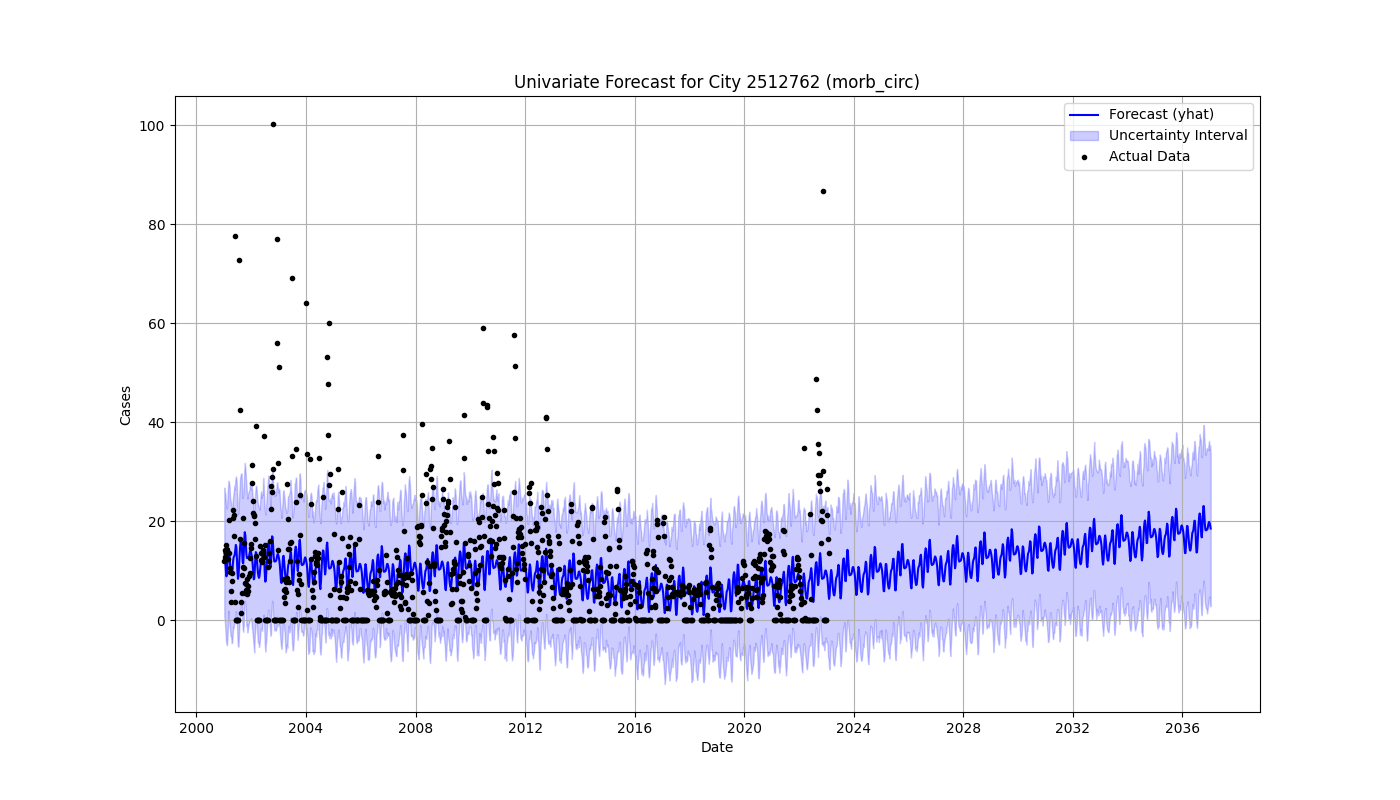 Univariate Forecast for City 2512762 (morb_circ)
Forecast (yhat)
Uncertainty Interval
Actual Data
Cases
100
80
60
40
20
0
2000 2004 2008 2012 2016 2020 2024 2028 2032 2036
Date